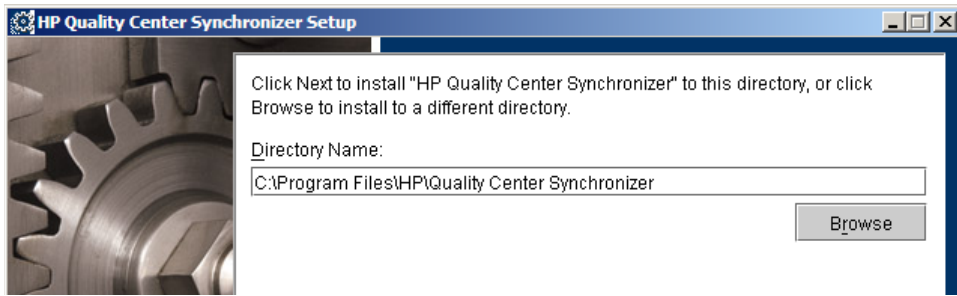 HP Quality Center Synchronizer Setup
Click Next to install "HP Quality Center Synchronizer" to this directory, or click
Browse to install to a different directory.
Directory Name:
C:\Program Files\HP\Quality Center Synchronizer
Browse